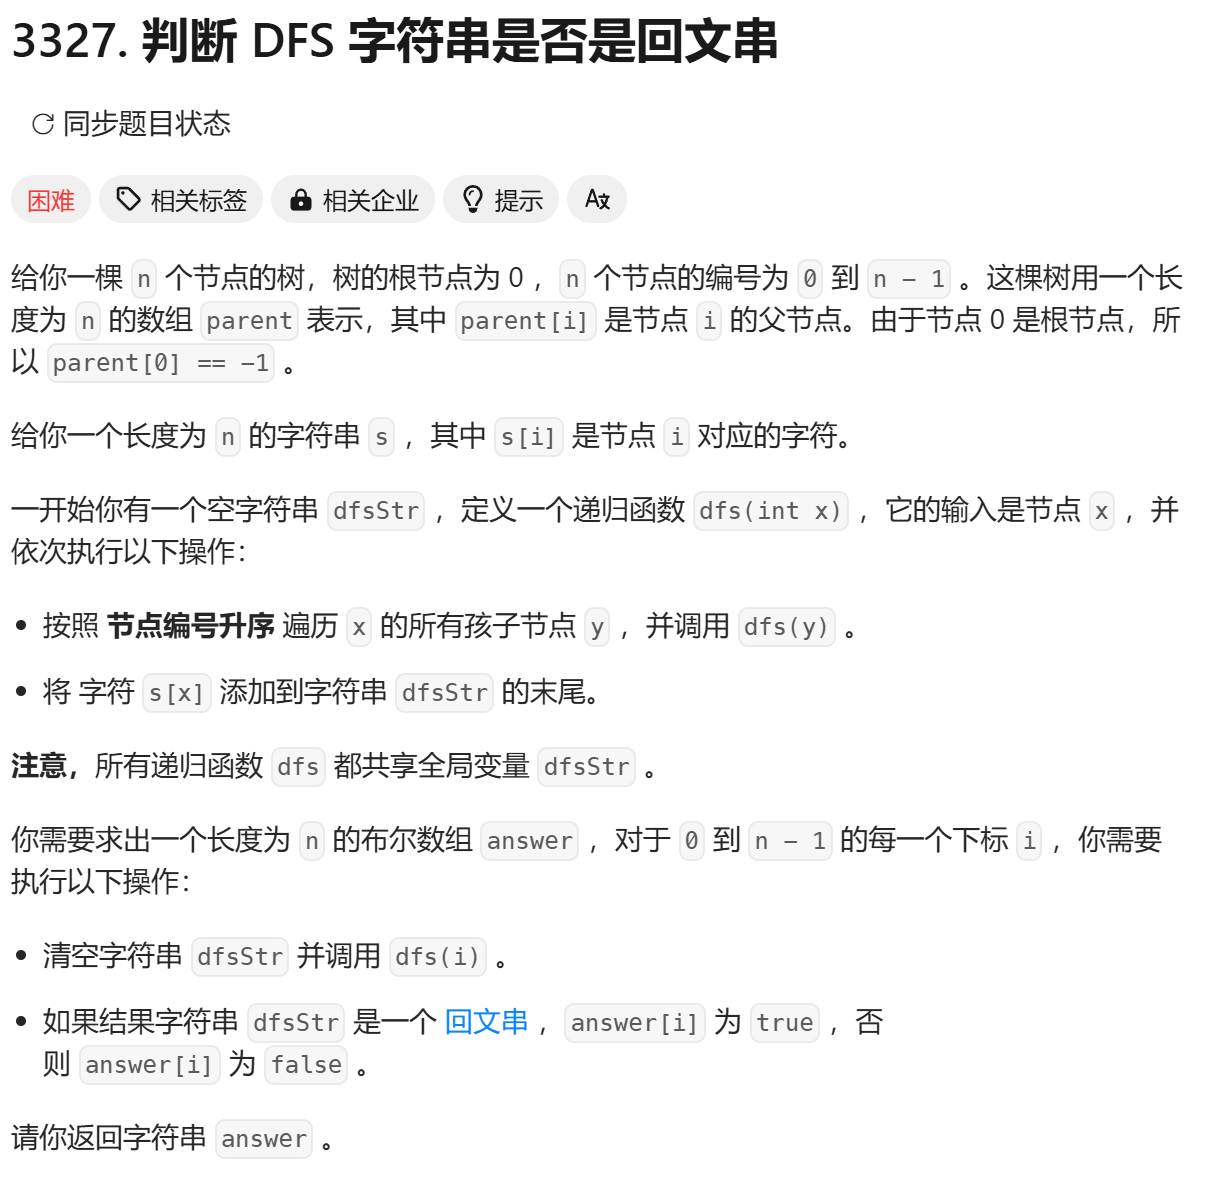 3327. 判断 DFS 字符串是否是回文串
同步题目状态
困难 相关标签 相关企业 提示 A文
给你一棵 n 个节点的树，树的根节点为 0 ，n 个节点的编号为 0 到 n - 1 。这棵树用一个长
度为 n 的数组 parent 表示，其中 parent[i] 是节点 i 的父节点。由于节点 0 是根节点，所
以 parent[0] == -1 。
给你一个长度为 n 的字符串 s ，其中 s[i] 是节点 i 对应的字符。
一开始你有一个空字符串 dfsStr ，定义一个递归函数 dfs(int x) ，它的输入是节点 x ，并
依次执行以下操作：
• 按照 节点编号升序 遍历 x 的所有孩子节点 y ，并调用 dfs(y) 。
• 将 字符 s[x] 添加到字符串 dfsStr 的末尾。
注意，所有递归函数 dfs 都共享全局变量 dfsStr 。
你需要求出一个长度为 n 的布尔数组 answer ，对于 0 到 n - 1 的每一个下标 i ，你需要
执行以下操作：
• 清空字符串 dfsStr 并调用 dfs(i) 。
• 如果结果字符串 dfsStr 是一个 回文串 ，answer[i] 为 true ，否
则 answer[i] 为 false 。
请你返回字符串 answer 。